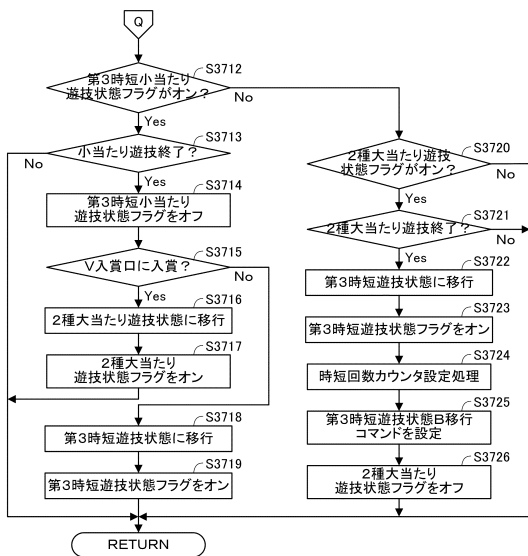 Q
S3712
第3時短小当たり
遊技状態フラグがオン?
No
Yes
S3713
小当たり遊技終了?
No
Yes
S3714
第3時短小当たり
遊技状態フラグをオフ
S3715
V入賞口に入賞?
No
Yes
S3716
2種大当たり遊技状態に移行
S3717
2種大当たり
遊技状態フラグをオン
S3718
第3時短遊技状態に移行
S3719
第3時短遊技状態フラグをオン
RETURN
S3720
2種大当たり遊技
状態フラグがオン?
No
Yes
S3721
2種大当たり遊技終了?
No
Yes
S3722
第3時短遊技状態に移行
S3723
第3時短遊技状態フラグをオン
S3724
時短回数カウンタ設定処理
S3725
第3時短遊技状態B移行
コマンドを設定
S3726
2種大当たり
遊技状態フラグをオフ